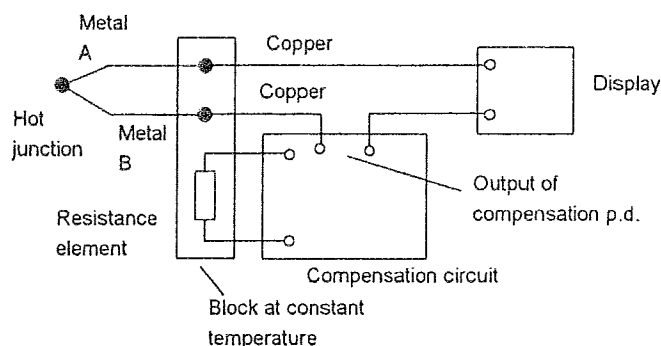 Metal
A
Copper
Copper
Display
Hot
junction
Metal
B
Output of
compensation p.d.
Resistance
element
Compensation circuit
Block at constant
temperature